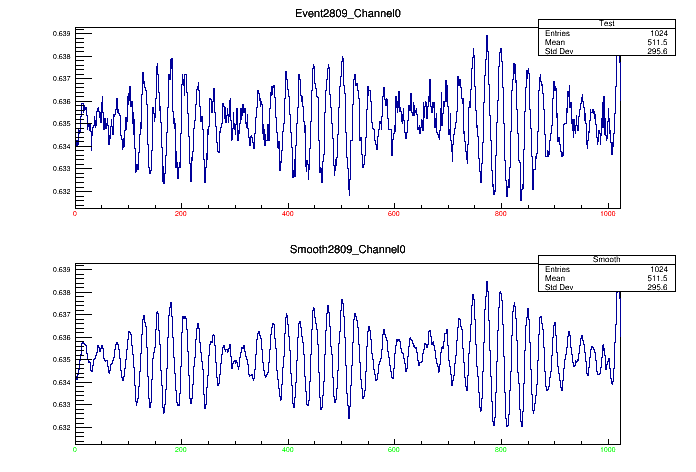 Event2809_Channel0
Test
Entries 1024
Mean 511.5
Std Dev 295.6
0.639
0.638
0.637
0.636
0.635
0.634
0.633
0.632
0 200 400 600 800 1000
Smooth2809_Channel0
Smooth
Entries 1024
Mean 511.5
Std Dev 295.6
0.639
0.638
0.637
0.636
0.635
0.634
0.633
0.632
0 200 400 600 800 1000